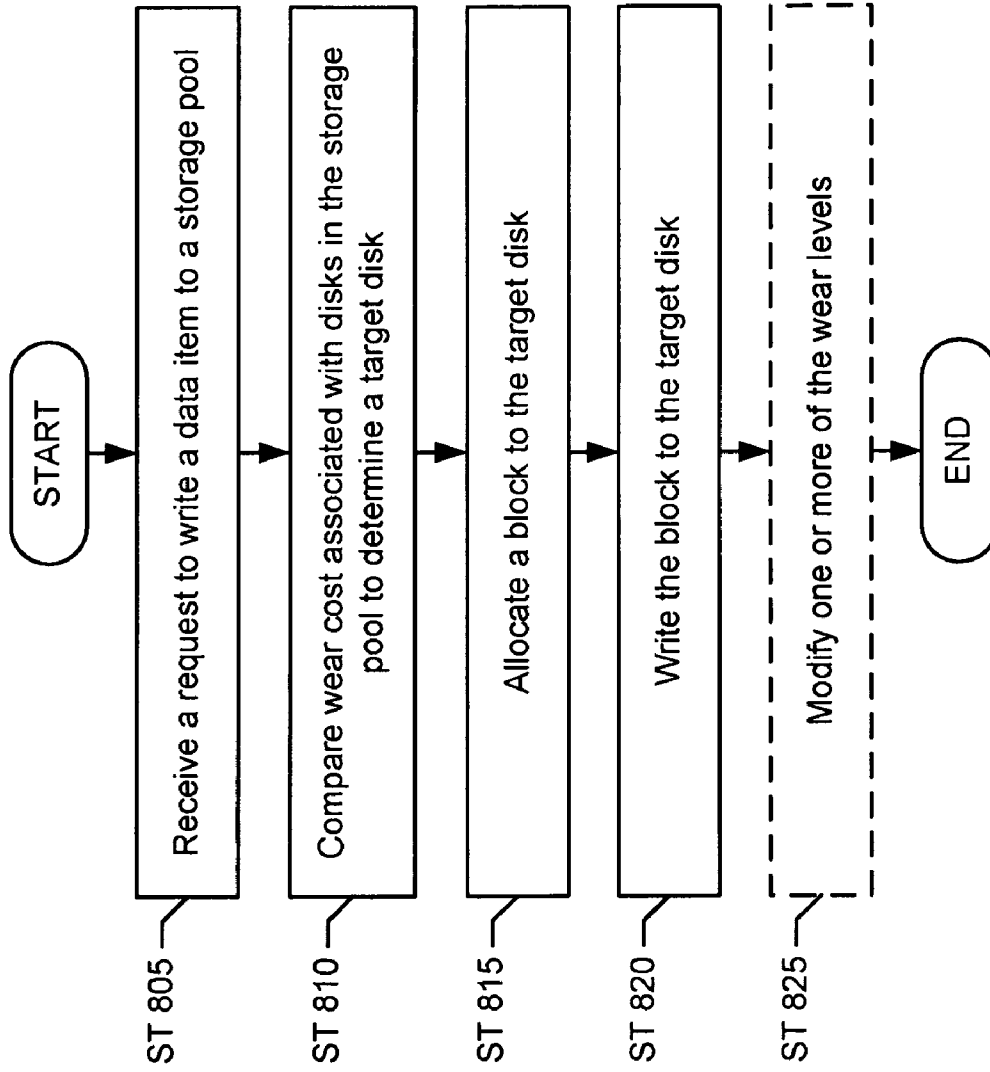 START
ST 805
Receive a request to write a data item to a storage pool
ST 810
Compare wear cost associated with disks in the storage
pool to determine a target disk
ST 815
Allocate a block to the target disk
ST 820
Write the block to the target disk
ST 825
Modify one or more of the wear levels
END